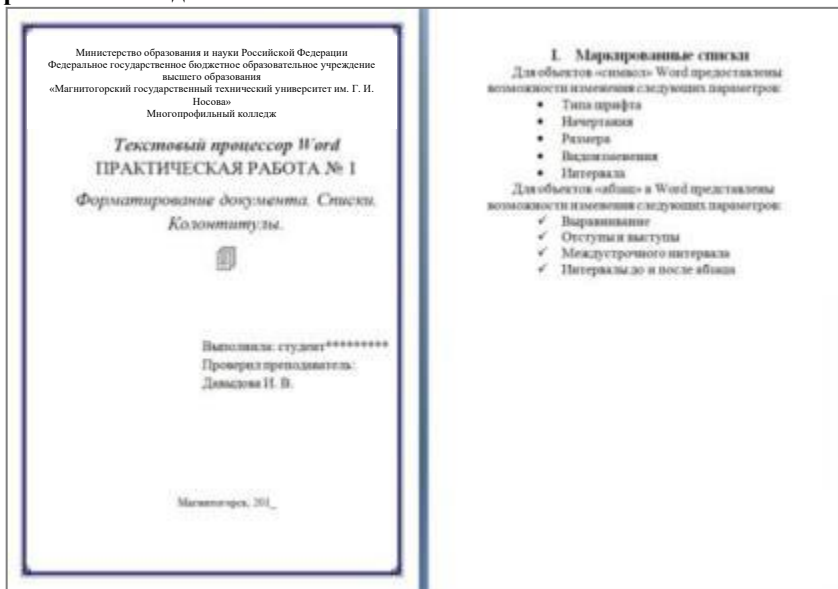 Министерство образования и науки Российской Федерации
Федеральное государственное бюджетное образовательное учреждение
высшего образования
«Магнитогорский государственный технический университет им. Г. И.
Носова»
Многопрофильный колледж
Текстовый процессор Word
ПРАКТИЧЕСКАЯ РАБОТА № 1
Форматирование документа. Списки.
Колонтитулы.
Выполнила: студент*********
Проверил преподаватель:
Давыдова И. В.
Магнитогорск, 201_
I. Маркированные списки
Для объектов «символ» Word предоставлены
возможности изменения следующих параметров:
• Типа шрифта
• Начертания
• Размера
• Видоизменения
• Интервала
Для объектов «абзац» в Word представлены
возможности изменения следующих параметров:
✓ Выравнивание
✓ Отступы и выступы
✓ Междустрочного интервала
✓ Интервалы до и после абзаца